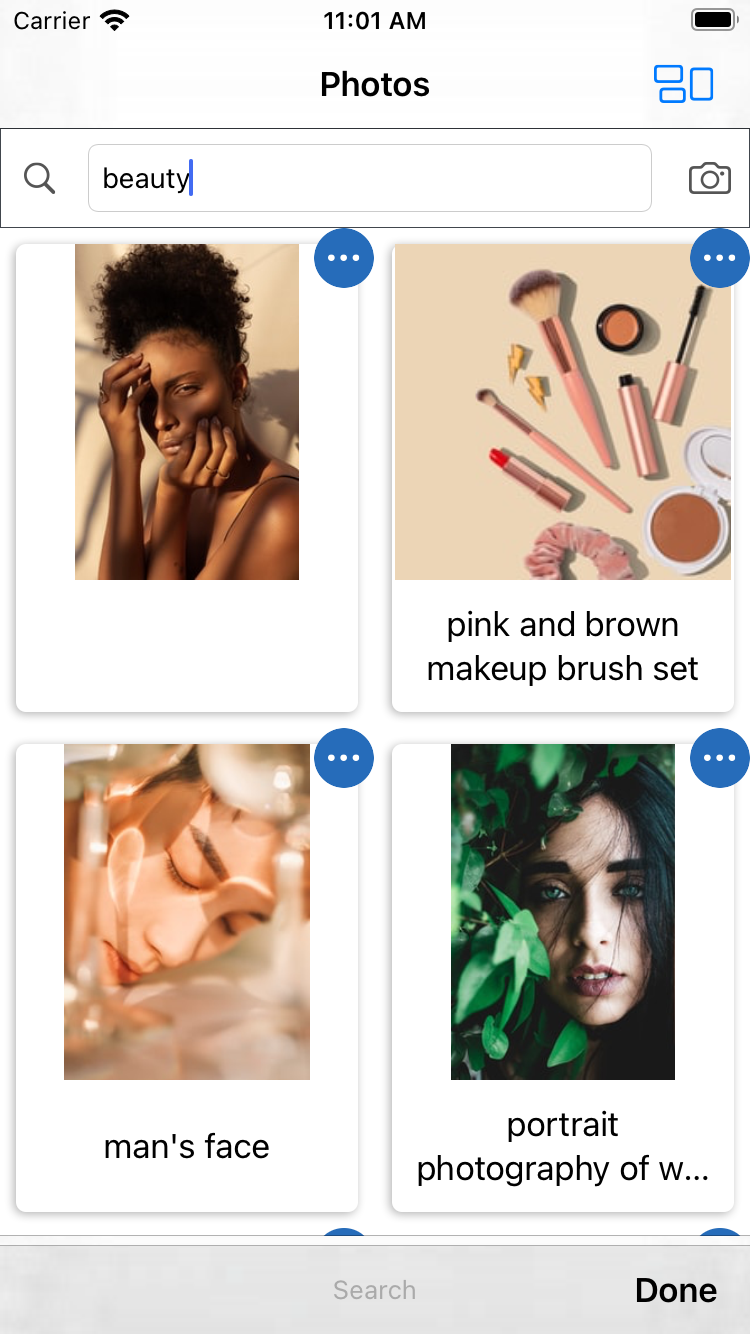 Carrier
11:01 AM
Photos
beauty
pink and brown
makeup brush set
man's face
portrait
photography of w...
Search
Done